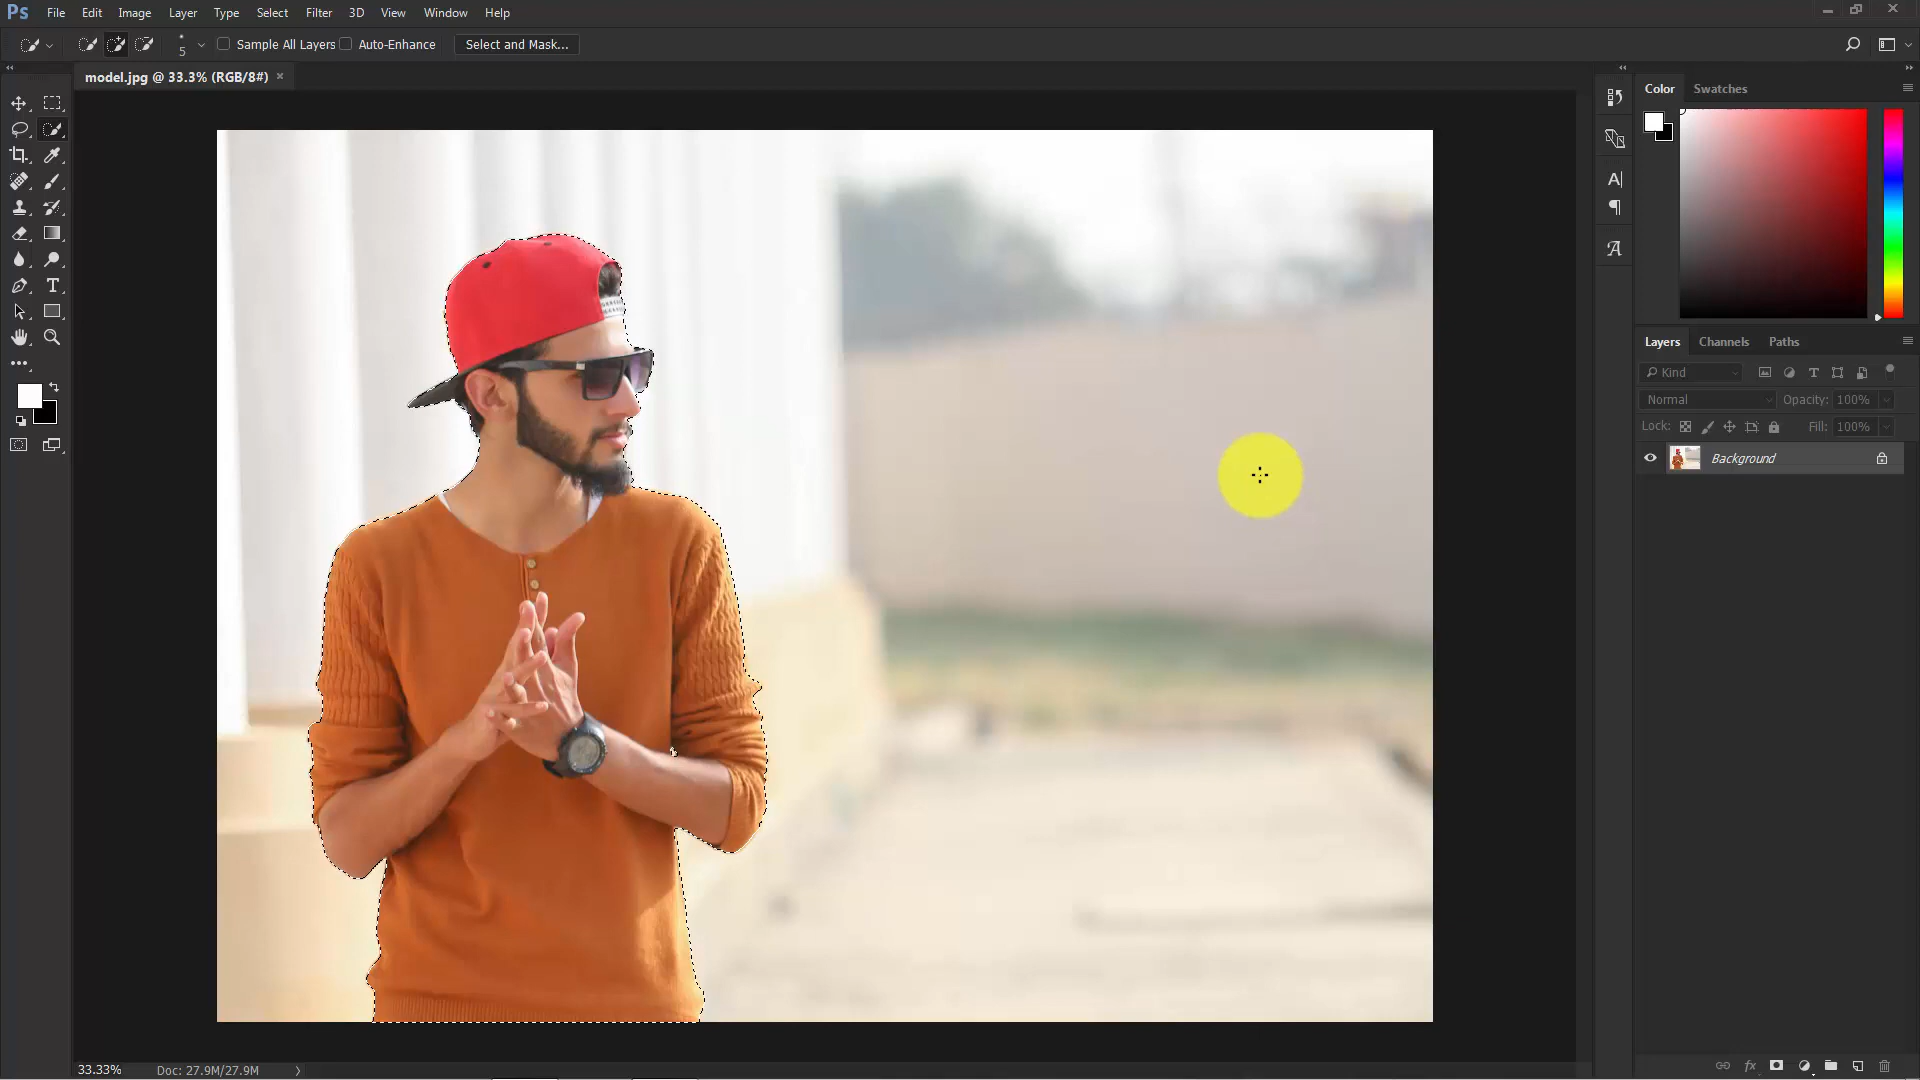 Ps File Edit Image Layer Type Select Filter 3D View Window Help
5 Sample All Layers Auto-Enhance Select and Mask...
model.jpg @ 33.3% (RGB/8#) ×
Color Swatches
Layers Channels Paths
Kind
Normal Opacity: 100%
Lock: Fill: 100%
Background
fx
33.33% Doc: 27.9M/27.9M